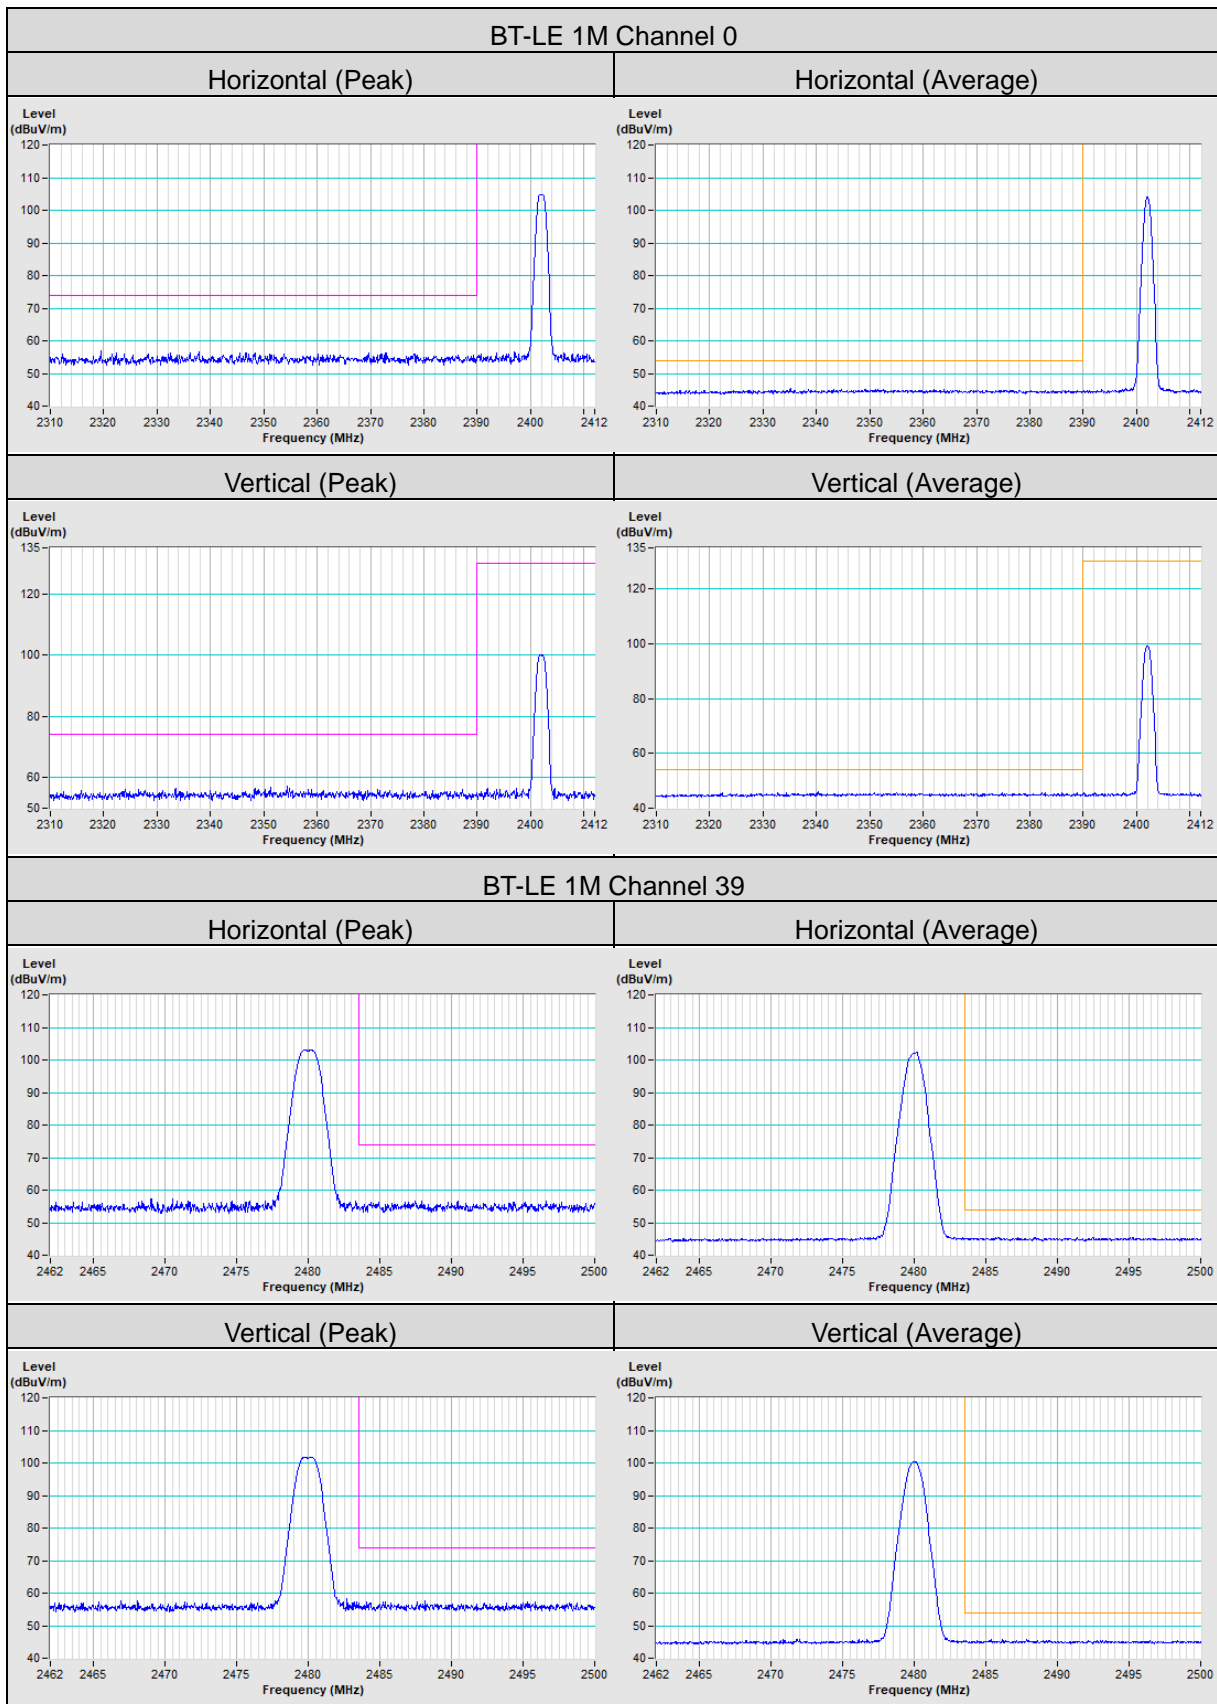 BT-LE 1M Channel 0
Horizontal (Peak)
Horizontal (Average)
Level
(dBuV/m)
120
110
100
90
80
70
60
50
40
2310 2320 2330 2340 2350 2360 2370 2380 2390 2400 2412
Frequency (MHz)
Level
(dBuV/m)
120
110
100
90
80
70
60
50
40
2310 2320 2330 2340 2350 2360 2370 2380 2390 2400 2412
Frequency (MHz)
Vertical (Peak)
Vertical (Average)
Level
(dBuV/m)
135
120
100
80
60
50
2310 2320 2330 2340 2350 2360 2370 2380 2390 2400 2412
Frequency (MHz)
Level
(dBuV/m)
135
120
100
80
60
40
2310 2320 2330 2340 2350 2360 2370 2380 2390 2400 2412
Frequency (MHz)
BT-LE 1M Channel 39
Horizontal (Peak)
Horizontal (Average)
Level
(dBuV/m)
120
110
100
90
80
70
60
50
40
2462 2465 2470 2475 2480 2485 2490 2495 2500
Frequency (MHz)
Level
(dBuV/m)
120
110
100
90
80
70
60
50
40
2462 2465 2470 2475 2480 2485 2490 2495 2500
Frequency (MHz)
Vertical (Peak)
Vertical (Average)
Level
(dBuV/m)
120
110
100
90
80
70
60
50
40
2462 2465 2470 2475 2480 2485 2490 2495 2500
Frequency (MHz)
Level
(dBuV/m)
120
110
100
90
80
70
60
50
40
2462 2465 2470 2475 2480 2485 2490 2495 2500
Frequency (MHz)